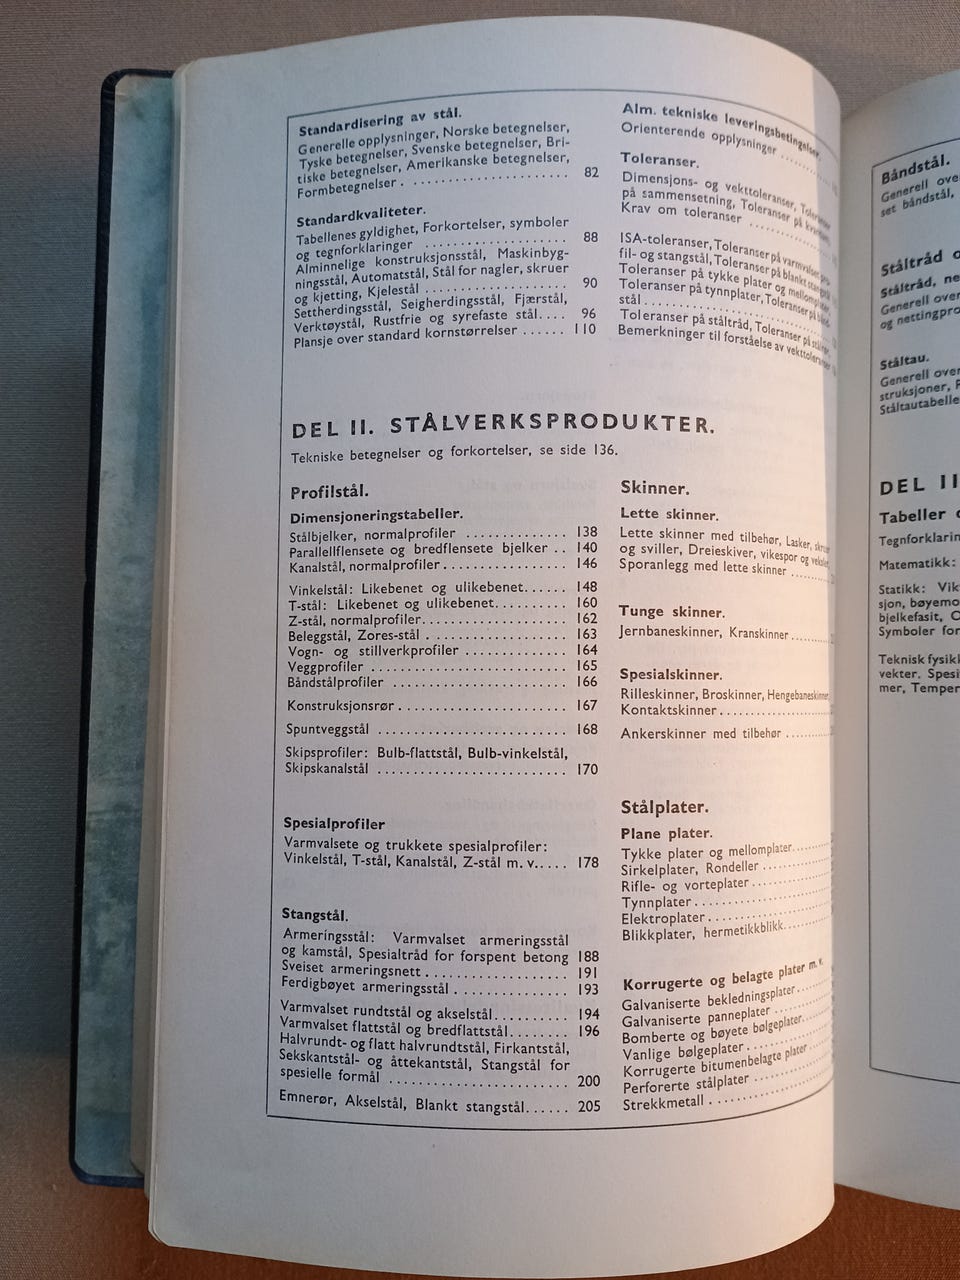 Standardisering av stål.
Generelle opplysninger, Norske betegnelser,
Tyske betegnelser, Svenske betegnelser, Bri-
tiske betegnelser, Amerikanske betegnelser,
Formbetegnelser . . . . . . . . . . . . . . . . . . . . . . 82
Standardkvaliteter.
Tabellenes gyldighet, Forkortelser, symboler
og tegnforklaringer . . . . . . . . . . . . . . . . . . . 88
Alminnelige konstruksjonsstål, Maskinbyg-
ningsstål, Automatstål, Stål for nagler, skruer
og kjetting, Kjelestål . . . . . . . . . . . . . . . . . . . 90
Settherdingsstål, Seigherdingsstål, Fjærstål,
Verktøystål, Rustfrie og syrefaste stål. . . . 96
Plansje over standard kornstørrelser . . . . . . 110
Alm. tekniske leveringsbetingelser.
Orienterende opplysninger . . . . . . . .
Toleranser.
Dimensjons- og vekttoleranser, Toleranser
på sammensetning, Toleranser på kvantum,
Krav om toleranser . . . . . . . . . . . .
ISA-toleranser, Toleranser på varmvalset pro-
fil- og stangstål, Toleranser på blankt stangstål
Toleranser på tykke plater og mellomplater,
Toleranser på tynnplater, Toleranser på bånd-
stål . . . . . . . . . . . . . . . . . . . .
Toleranser på ståltråd, Toleranser på
Bemerkninger til forståelse av vekttoleranser
DEL II. STÅLVERKSPRODUKTER.
Tekniske betegnelser og forkortelser, se side 136.
Profilstål.
Dimensjoneringstabeller.
Stålbjelker, normalprofiler . . . . . . . . . . . . . . 138
Parallellflensete og bredflensete bjelker . . 140
Kanalstål, normalprofiler . . . . . . . . . . . . . . . . . 146
Vinkelstål: Likebenet og ulikebenet. . . . . . 148
T-stål: Likebenet og ulikebenet. . . . . . . . . . 160
Z-stål, normalprofiler. . . . . . . . . . . . . . . . . . . . 162
Beleggstål, Zores-stål . . . . . . . . . . . . . . . . . . . 163
Vogn- og stillverkprofiler . . . . . . . . . . . . . . 164
Veggprofiler . . . . . . . . . . . . . . . . . . . . . . . . . . . 165
Båndstålprofiler . . . . . . . . . . . . . . . . . . . . . . . . 166
Konstruksjonsrør. . . . . . . . . . . . . . . . . . . . . . . . 167
Spuntveggstål . . . . . . . . . . . . . . . . . . . . . . . . . . 168
Skipsprofiler: Bulb-flattstål, Bulb-vinkelstål,
Skipskanalstål . . . . . . . . . . . . . . . . . . . . . . . . . . 170
Spesialprofiler
Varmvalsete og trukkete spesialprofiler:
Vinkelstål, T-stål, Kanalstål, Z-stål m. v. . . . . 178
Stangstål.
Armeringsstål: Varmvalset armeringsstål
og kamstål, Spesialtråd for forspent betong 188
Sveiset armeringsnett . . . . . . . . . . . . . . . . . . . 191
Ferdigbøyet armeringsstål . . . . . . . . . . . . . . . 193
Varmvalset rundtstål og akselstål. . . . . . . . . . 194
Varmvalset flattstål og bredflattstål. . . . . . . . 196
Halvrundt- og flatt halvrundtstål, Firkantstål,
Sekskantstål- og åttekantstål, Stangstål for
spesielle formål . . . . . . . . . . . . . . . . . . . . . . . . 200
Emnerør, Akselstål, Blankt stangstål. . . . . . 205
Skinner.
Lette skinner.
Lette skinner med tilbehør, Lasker, skruer
og sviller, Dreieskiver, vikespor og veksler,
Sporanlegg med lette skinner . . . . . .
Tunge skinner.
Jernbaneskinner, Kranskinner . . . . . .
Spesialskinner.
Rilleskinner, Broskinner, Hengebaneskinner,
Kontaktskinner . . . . . . . . . . . . . . . .
Ankerskinner med tilbehør . . . . . . .
Stålplater.
Plane plater.
Tykke plater og mellomplater. . . . . .
Sirkelplater, Rondeller . . . . . . . . . .
Rifle- og vorteplater . . . . . . . . . . . .
Tynnplater . . . . . . . . . . . . . . . . . . . .
Elektroplater . . . . . . . . . . . . . . . . . .
Blikkplater, hermetikkblikk. . . . . . .
Korrugerte og belagte plater m. v.
Galvaniserte bekledningsplater. . . . .
Galvaniserte panneplater . . . . . . . .
Bomberte og bøyete bølgeplater. . . .
Vanlige bølgeplater . . . . . . . . . . . .
Korrugerte bitumenbelagte plater . . .
Perforerte stålplater . . . . . . . . . . . .
Strekkmetall . . . . . . . . . . . . . . . . . .
Båndstål.
Generell over
set båndstål,
Ståltråd o
Ståltråd, ne
Generell over
og nettingpro
Ståltau.
Generell over
struksjoner, F
Ståltautabelle
DEL II
Tabeller o
Tegnforklarin
Matematikk:
Statikk: Vik
sjon, bøyemo
bjelkefasit, O
Symboler for
Teknisk fysikk
vekter. Spesi
mer, Temper